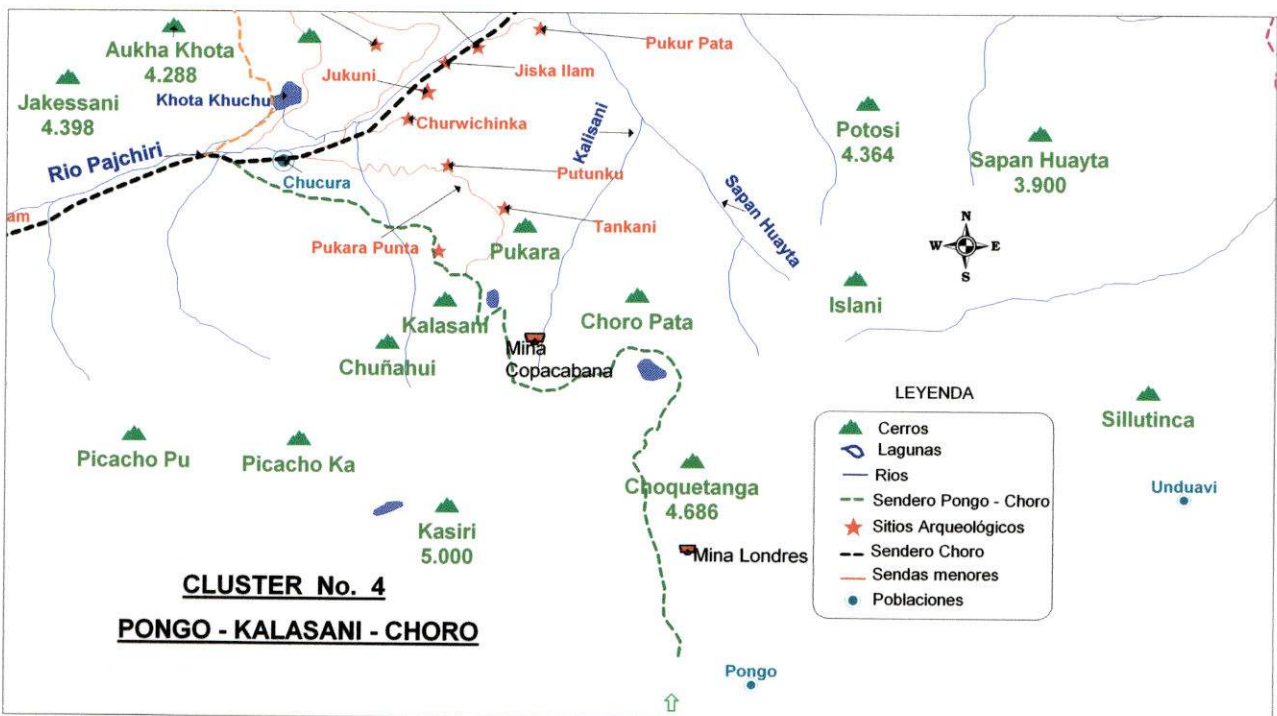 Aukha Khota
4.288
Jakessani
4.398
Khota Khuchu
Jukuni
Churwichinka
Jiska Ilam
Pukur Pata
Rio Pajchiri
Chucura
Putunku
Kalisani
Potosi
4.364
Sapan Huayta
3.900
am
Pukara Punta
Tankani
Pukara
Sapan Huayta
N
W
E
S
Kalasani
Chuñahui
Mina
Copacabana
Choro Pata
Islani
Picacho Pu
Picacho Ka
Kasiri
5.000
Choquetanga
4.686
Mina Londres
Sillutinca
Unduavi
Pongo
LEYENDA
Cerros
Lagunas
Rios
Sendero Pongo - Choro
Sitios Arqueológicos
Sendero Choro
Sendas menores
Poblaciones
CLUSTER No. 4
PONGO - KALASANI - CHORO